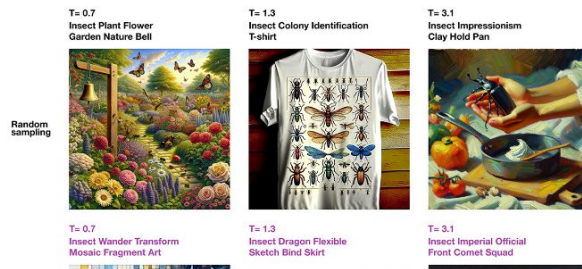 T= 0.7
Insect Plant Flower
Garden Nature Bell
T= 1.3
Insect Colony Identification
T-shirt
T= 3.1
Insect Impressionism
Clay Hold Pan
Random
sampling
T= 0.7
Insect Wander Transform
Mosaic Fragment Art
T= 1.3
Insect Dragon Flexible
Sketch Bind Skirt
T= 3.1
Insect Imperial Official
Front Comet Squad